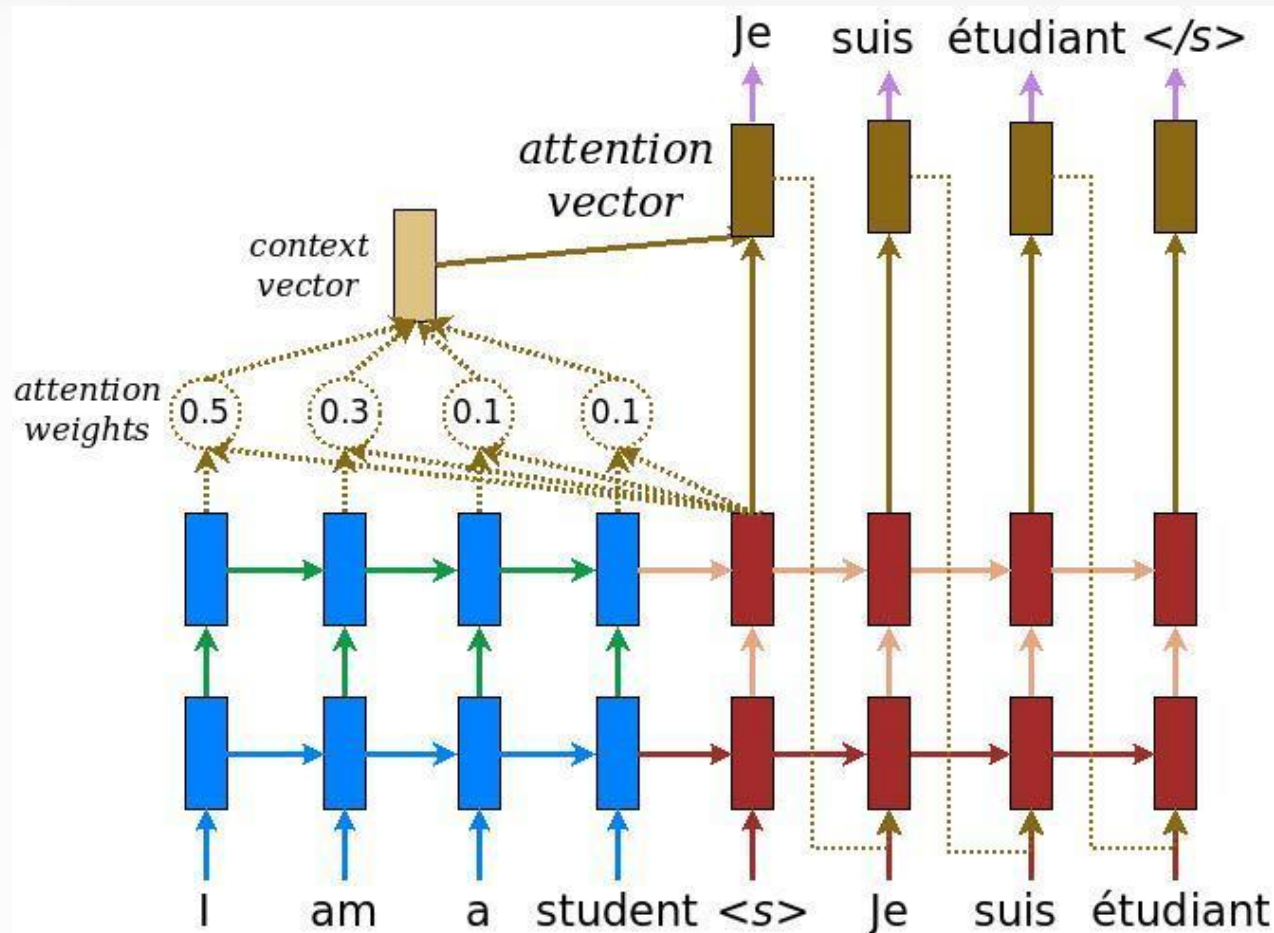 Je suis étudiant </s>
attention
vector
context
vector
attention
weights
0.5 0.3 0.1 0.1
I am a student <s> Je suis étudiant